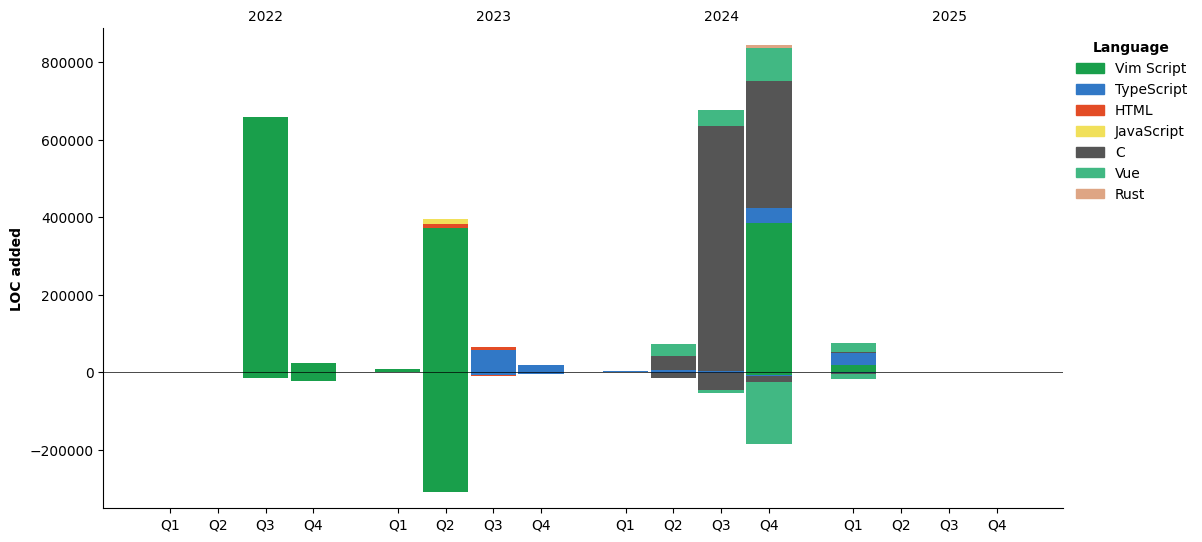 2022 2023 2024 2025
Language
Vim Script
TypeScript
HTML
JavaScript
C
Vue
Rust
LOC added
800000
600000
400000
200000
0
−200000
Q1 Q2 Q3 Q4 Q1 Q2 Q3 Q4 Q1 Q2 Q3 Q4 Q1 Q2 Q3 Q4